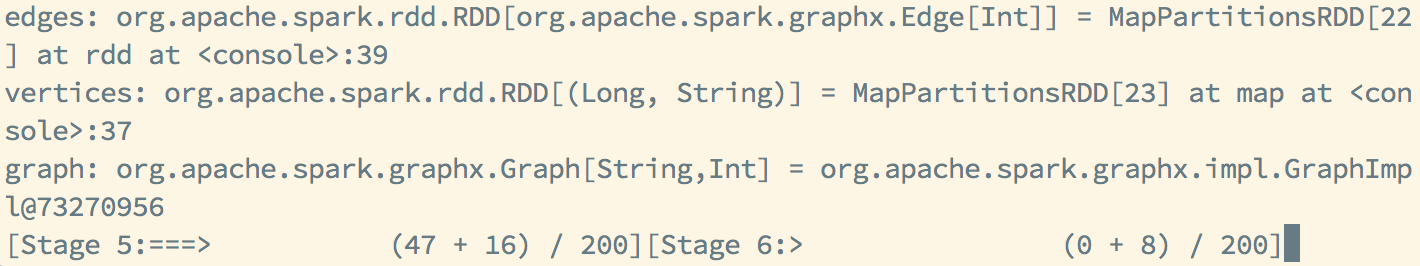 edges: org.apache.spark.rdd.RDD[org.apache.spark.graphx.Edge[Int]] = MapPartitionsRDD[22
] at rdd at <console>:39
vertices: org.apache.spark.rdd.RDD[(Long, String)] = MapPartitionsRDD[23] at map at <con
sole>:37
graph: org.apache.spark.graphx.Graph[String,Int] = org.apache.spark.graphx.impl.GraphImp
l@73270956
[Stage 5:===>           (47 + 16) / 200][Stage 6:>                (0 + 8) / 200]